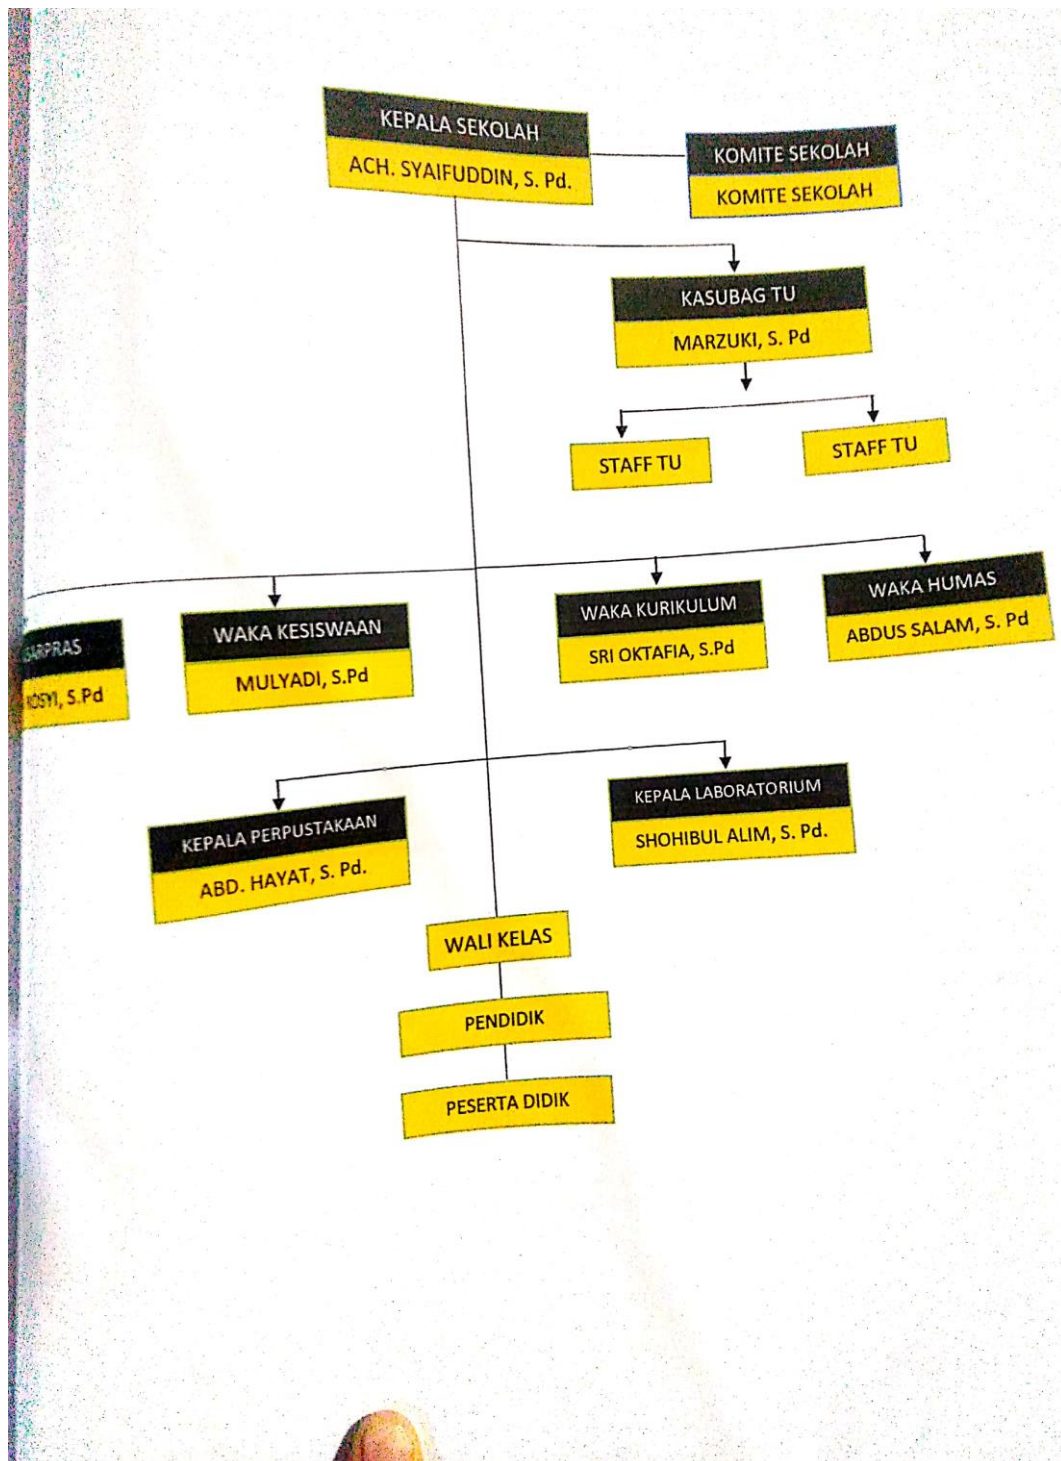 KEPALA SEKOLAH
ACH. SYAIFUDDIN, S. Pd.
KOMITE SEKOLAH
KOMITE SEKOLAH
KASUBAG TU
MARZUKI, S. Pd
STAFF TU
STAFF TU
SARPRAS
S.Pd
WAKA KESISWAAN
MULYADI, S.Pd
WAKA KURIKULUM
SRI OKTAFIA, S.Pd
WAKA HUMAS
ABDUS SALAM, S. Pd
KEPALA PERPUSTAKAAN
ABD. HAYAT, S. Pd.
KEPALA LABORATORIUM
SHOHIBUL ALIM, S. Pd.
WALI KELAS
PENDIDIK
PESERTA DIDIK